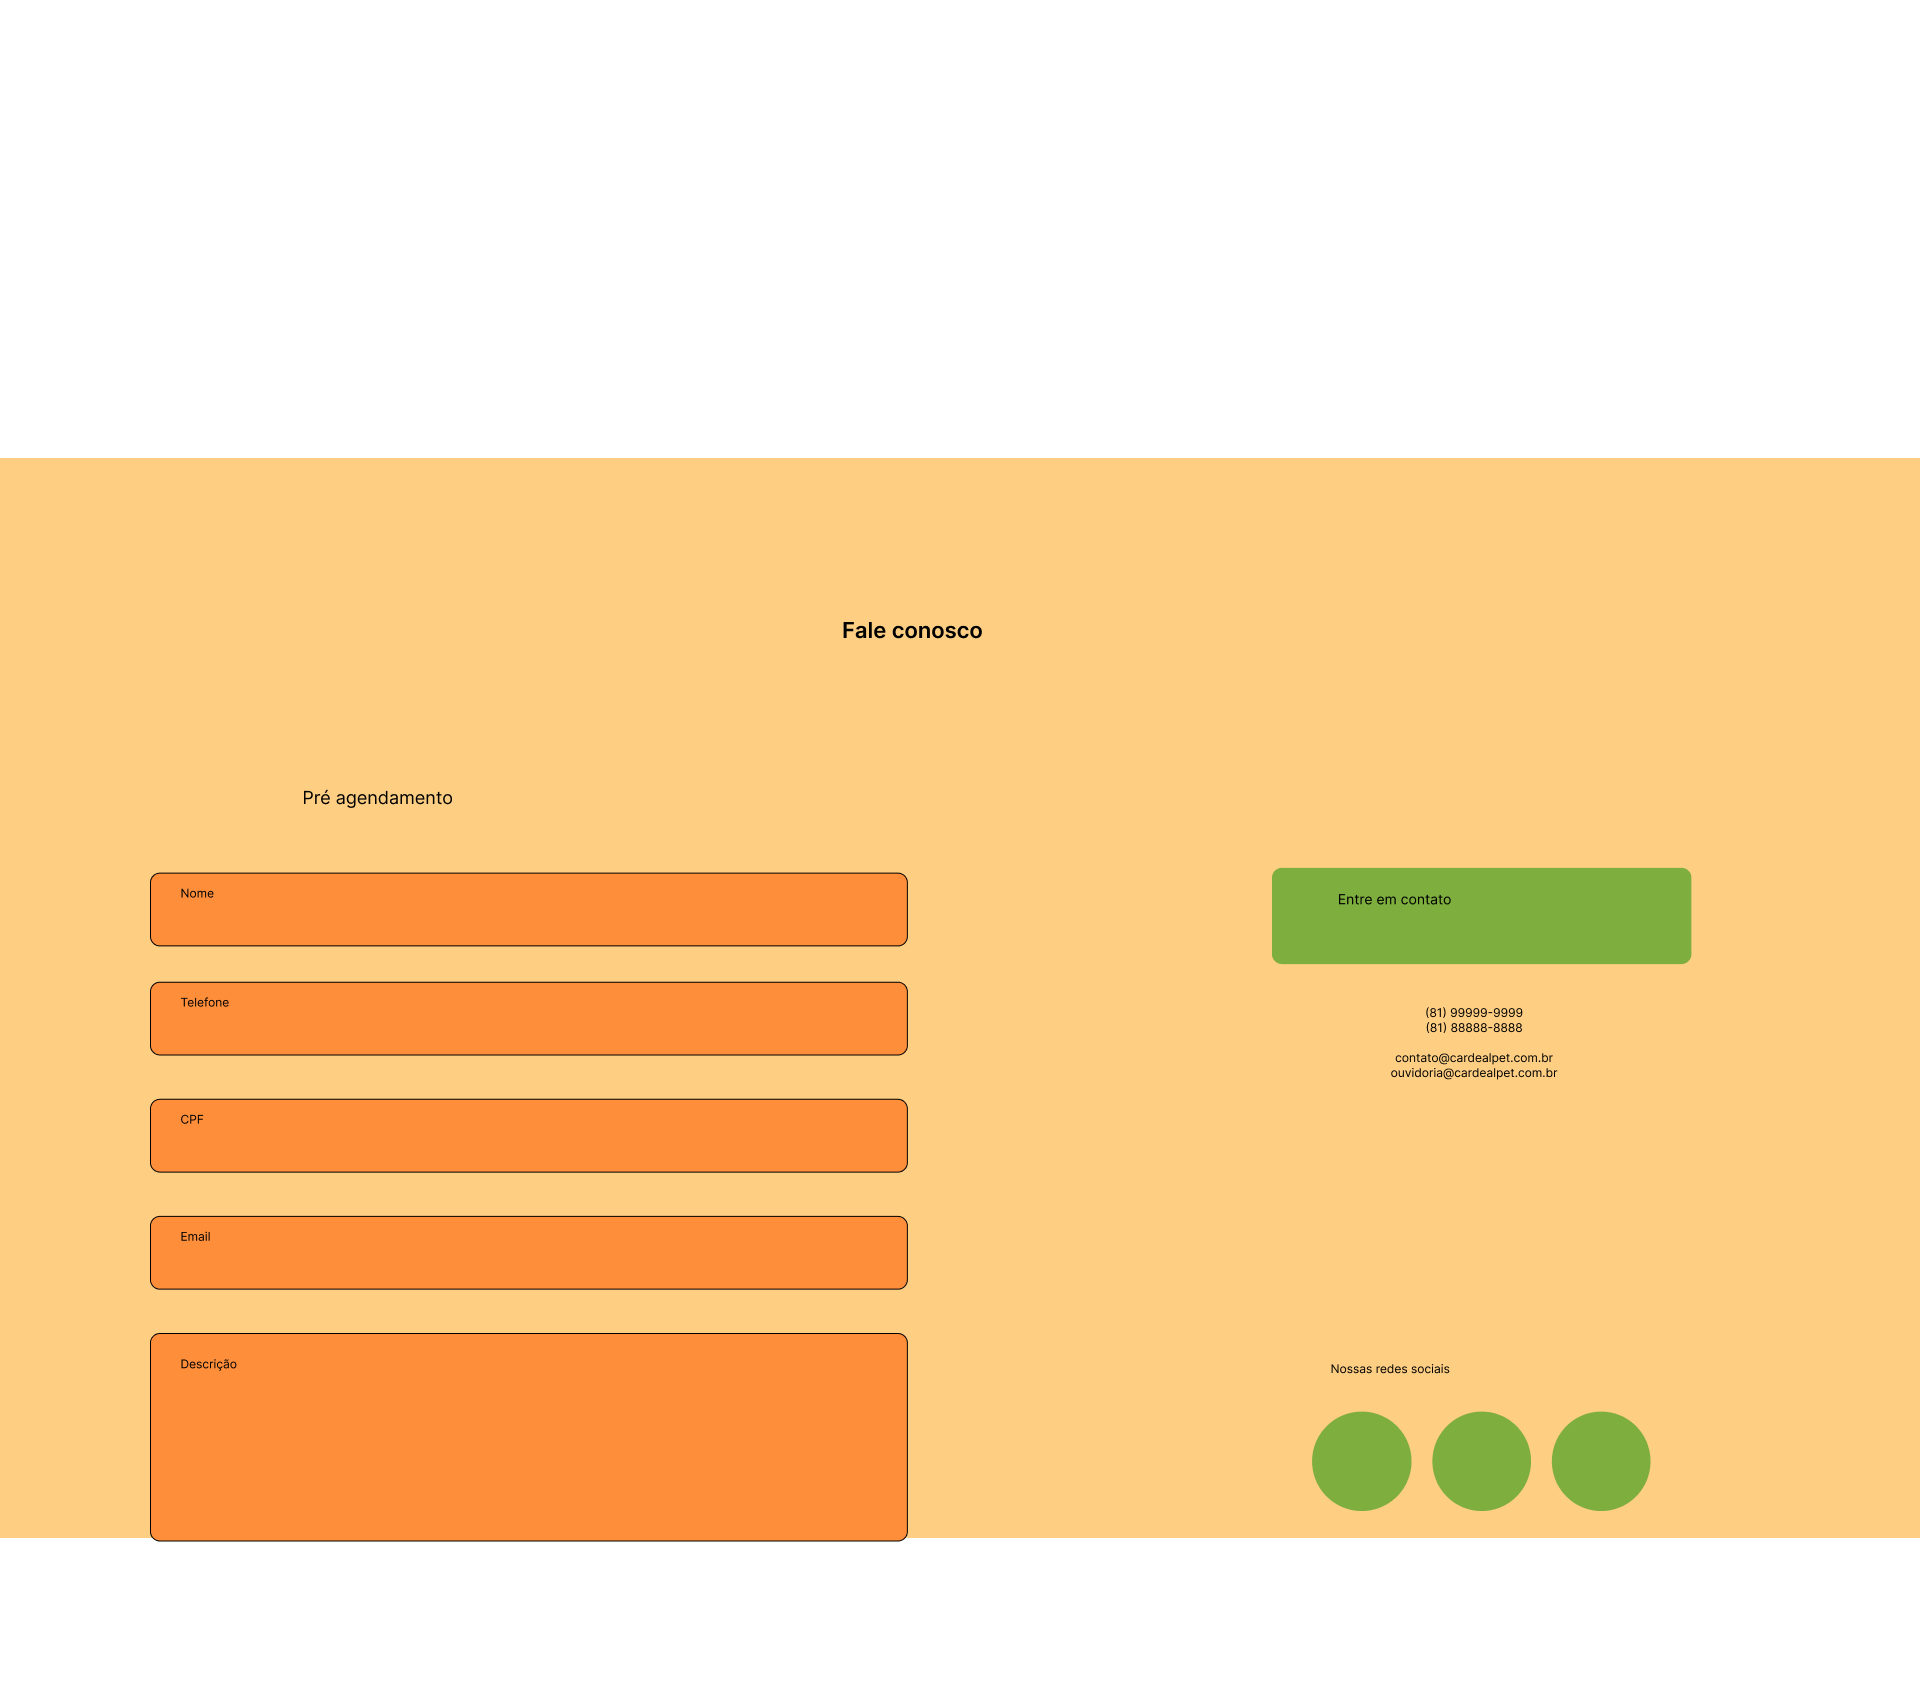 Fale conosco
Pré agendamento
Nome
Telefone
CPF
Email
Descrição
Entre em contato
(81) 99999-9999
(81) 88888-8888
contato@cardealpet.com.br
ouvidoria@cardealpet.com.br
Nossas redes sociais